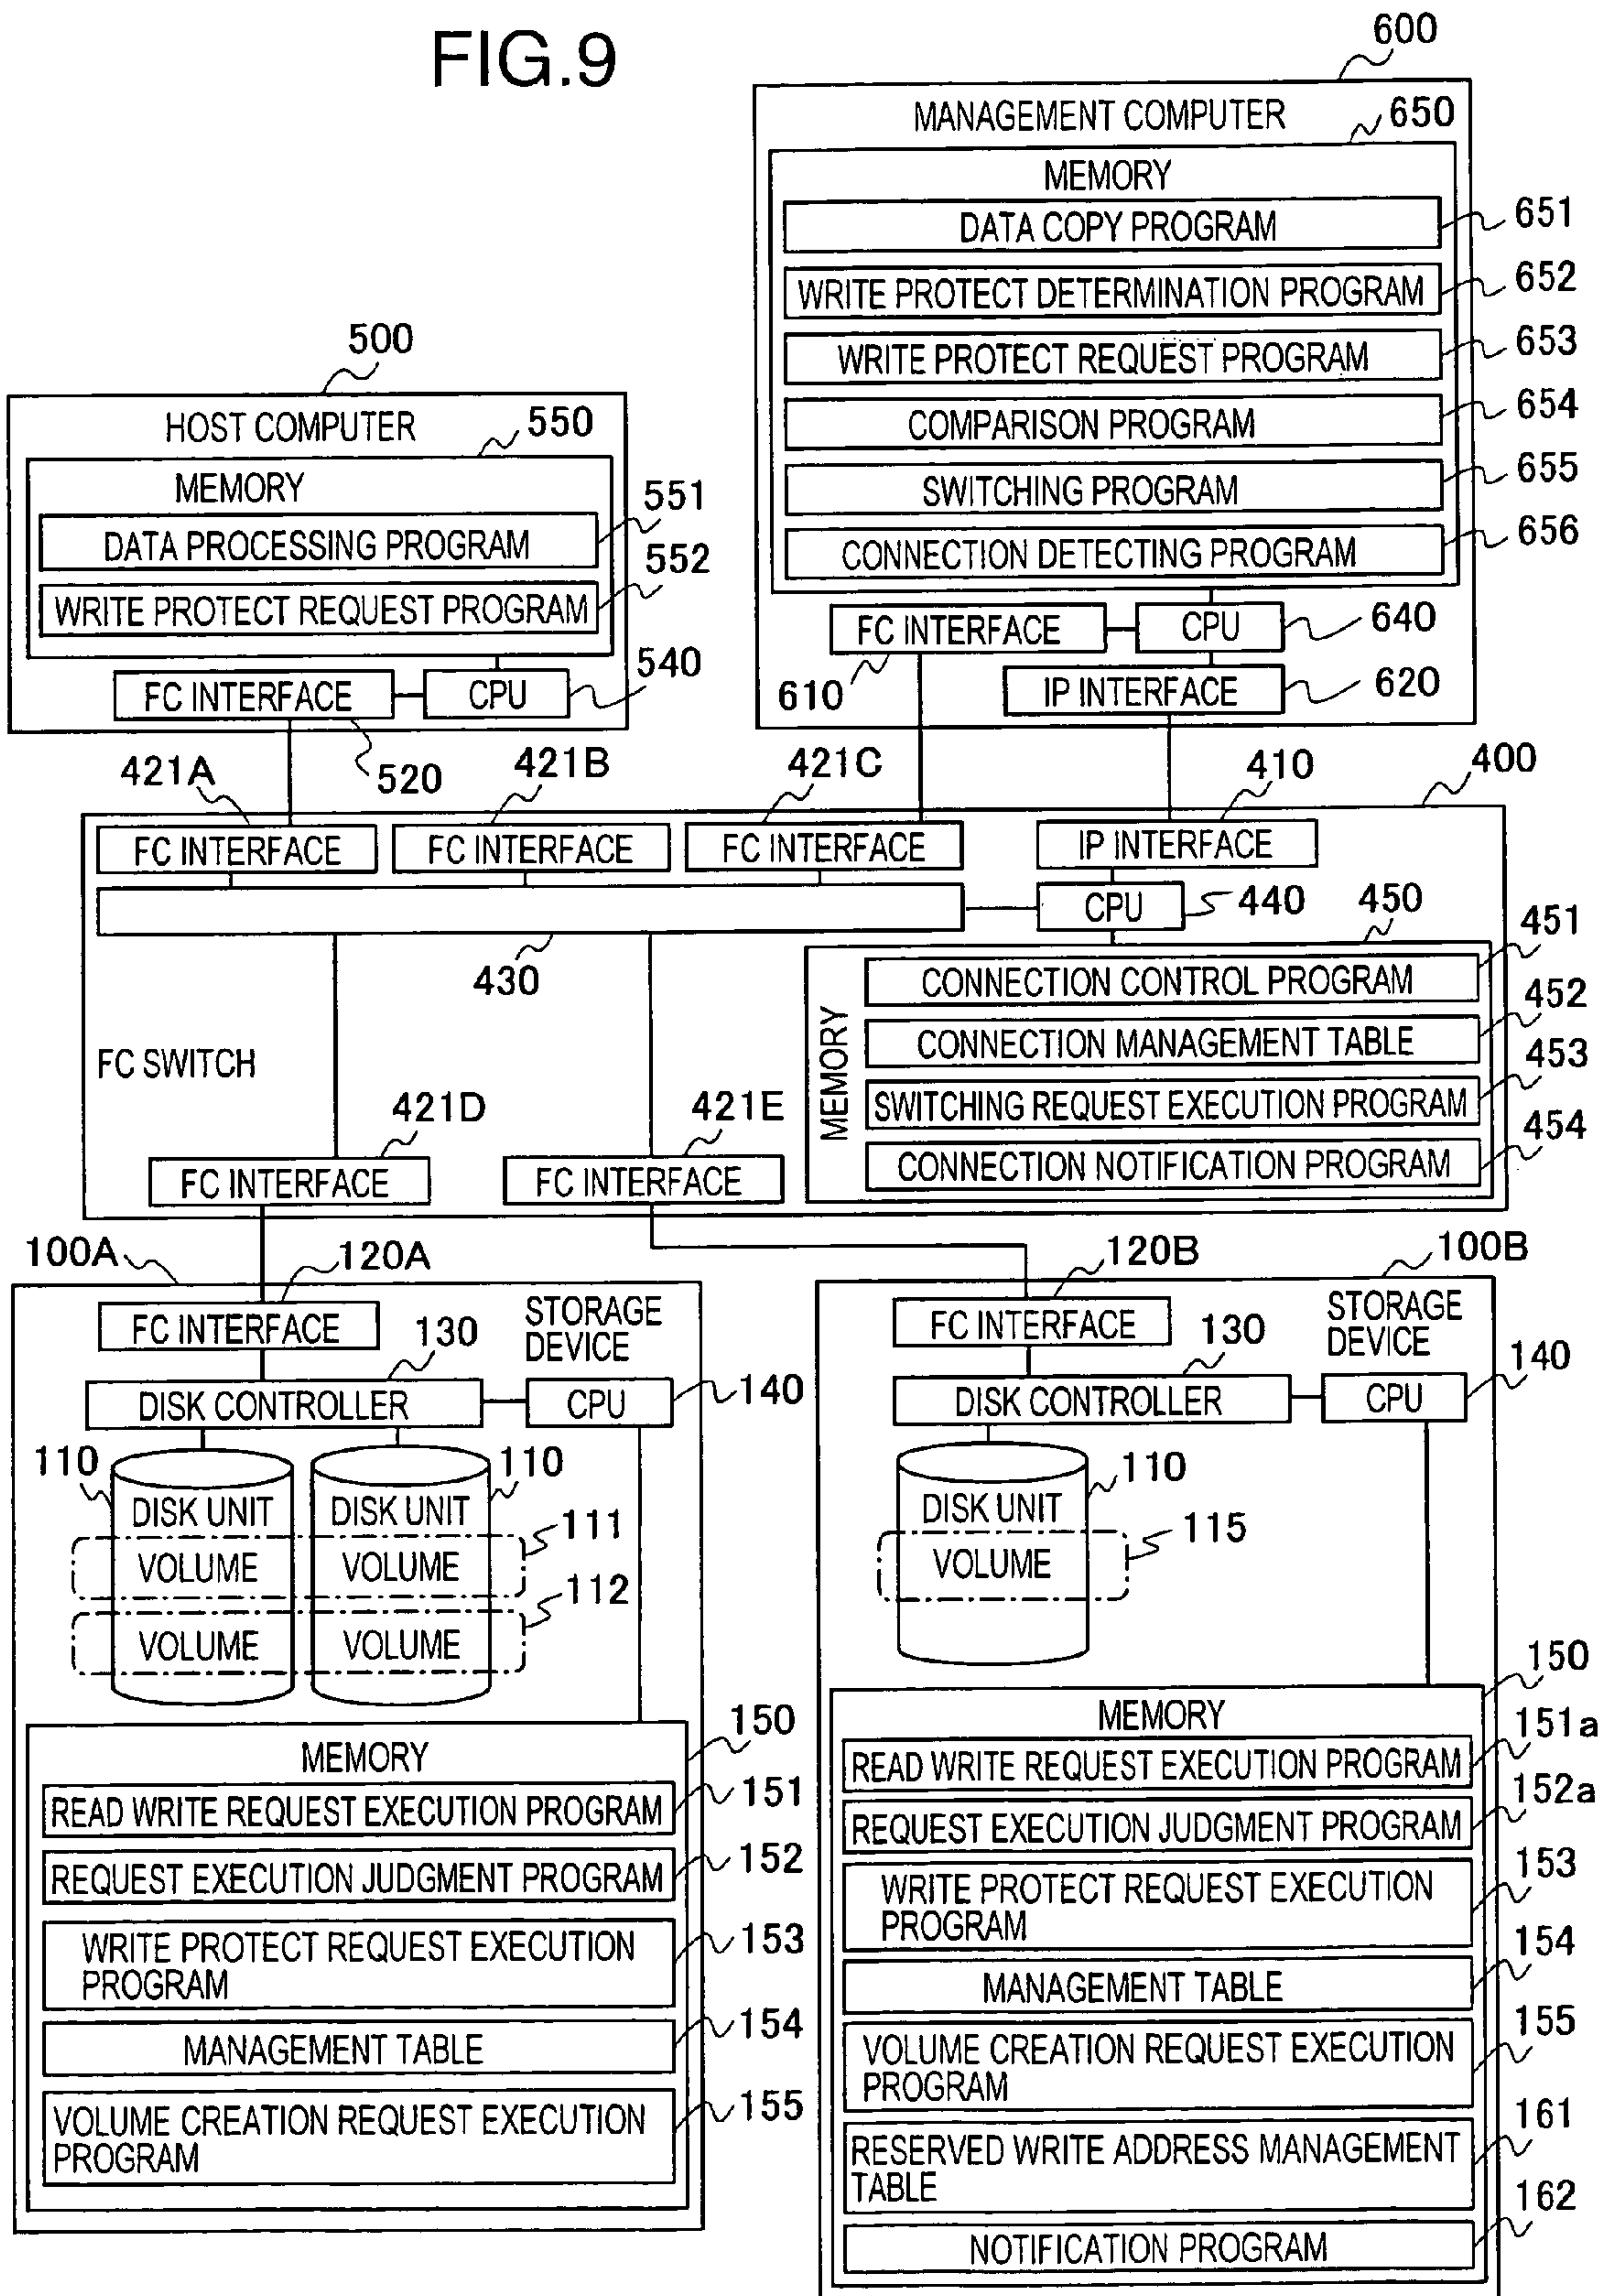 FIG.9
600
MANAGEMENT COMPUTER
650
MEMORY
DATA COPY PROGRAM
651
WRITE PROTECT DETERMINATION PROGRAM
652
WRITE PROTECT REQUEST PROGRAM
653
COMPARISON PROGRAM
654
SWITCHING PROGRAM
655
CONNECTION DETECTING PROGRAM
656
FC INTERFACE
CPU
640
610
IP INTERFACE
620
500
HOST COMPUTER
550
MEMORY
551
DATA PROCESSING PROGRAM
552
WRITE PROTECT REQUEST PROGRAM
540
FC INTERFACE
CPU
520
421A
421B
421C
410
400
FC INTERFACE
FC INTERFACE
FC INTERFACE
IP INTERFACE
CPU
440
450
430
451
MEMORY
CONNECTION CONTROL PROGRAM
452
CONNECTION MANAGEMENT TABLE
453
SWITCHING REQUEST EXECUTION PROGRAM
454
CONNECTION NOTIFICATION PROGRAM
FC SWITCH
421D
421E
FC INTERFACE
FC INTERFACE
100A
120A
FC INTERFACE
STORAGE
DEVICE
130
DISK CONTROLLER
CPU
140
110
110
DISK UNIT
DISK UNIT
111
VOLUME
VOLUME
112
VOLUME
VOLUME
150
MEMORY
151
READ WRITE REQUEST EXECUTION PROGRAM
152
REQUEST EXECUTION JUDGMENT PROGRAM
153
WRITE PROTECT REQUEST EXECUTION
PROGRAM
154
MANAGEMENT TABLE
155
VOLUME CREATION REQUEST EXECUTION
PROGRAM
120B
100B
FC INTERFACE
STORAGE
DEVICE
130
140
DISK CONTROLLER
CPU
110
DISK UNIT
115
VOLUME
150
MEMORY
151a
READ WRITE REQUEST EXECUTION PROGRAM
152a
REQUEST EXECUTION JUDGMENT PROGRAM
153
WRITE PROTECT REQUEST EXECUTION
PROGRAM
154
MANAGEMENT TABLE
155
VOLUME CREATION REQUEST EXECUTION
PROGRAM
161
RESERVED WRITE ADDRESS MANAGEMENT
TABLE
162
NOTIFICATION PROGRAM